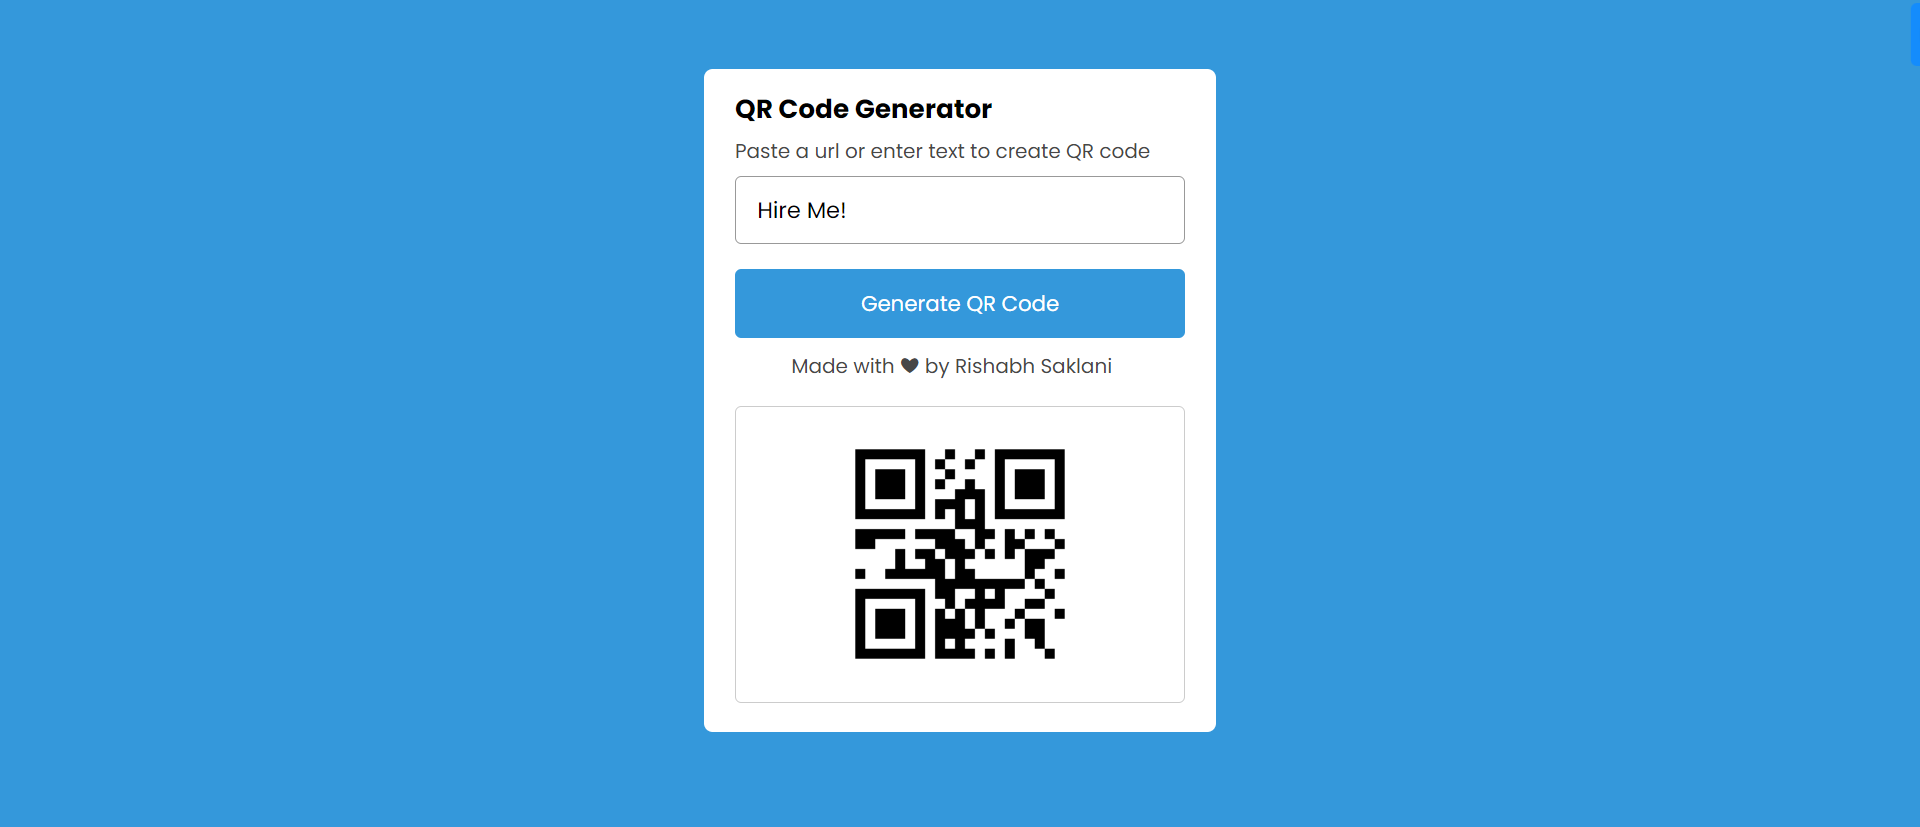 QR Code Generator
Paste a url or enter text to create QR code
Hire Me!
Generate QR Code
Made with ♥ by Rishabh Saklani